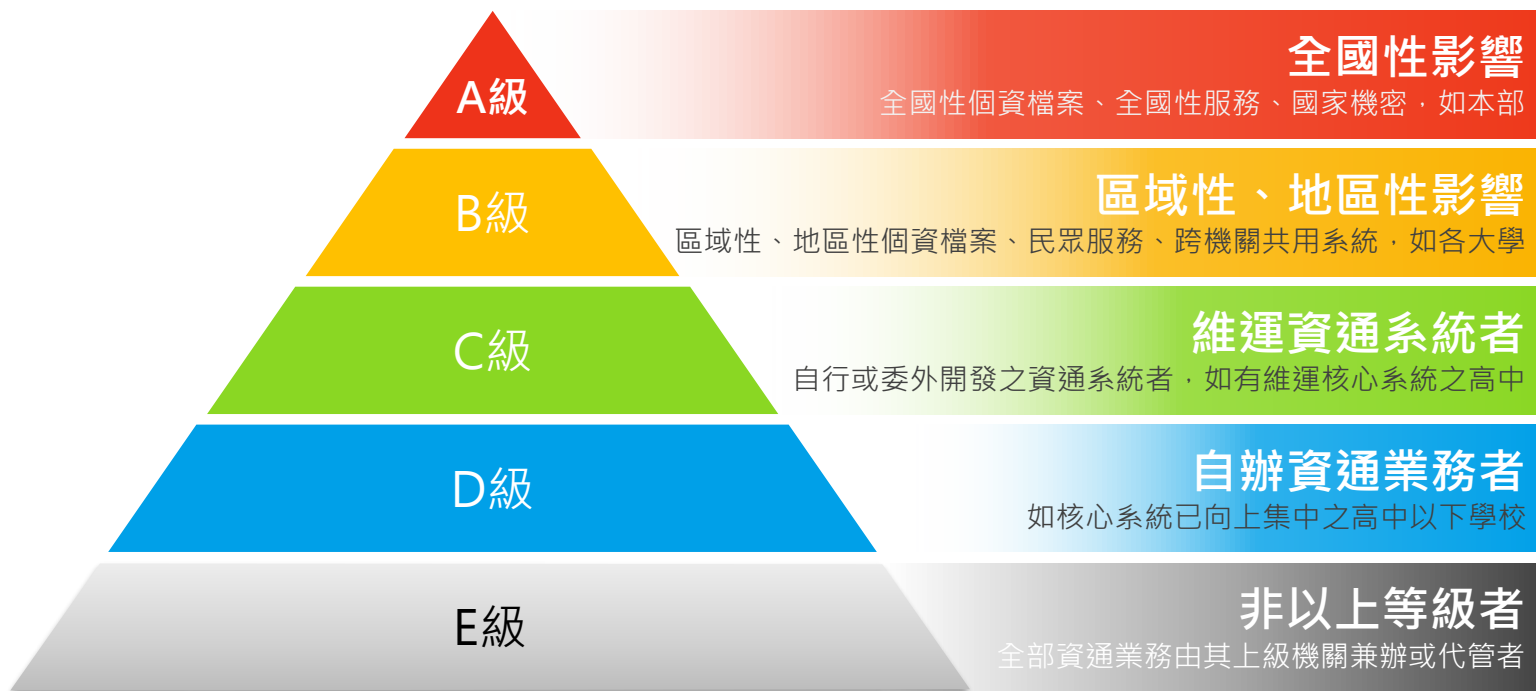 A級
全國性影響
全國性個資檔案、全國性服務、國家機密，如本部
B級
區域性、地區性影響
區域性、地區性個資檔案、民眾服務、跨機關共用系統，如各大學
C級
維運資通系統者
自行或委外開發之資通系統者，如有維運核心系統之高中
D級
自辦資通業務者
如核心系統已向上集中之高中以下學校
E級
非以上等級者
全部資通業務由其上級機關兼辦或代管者